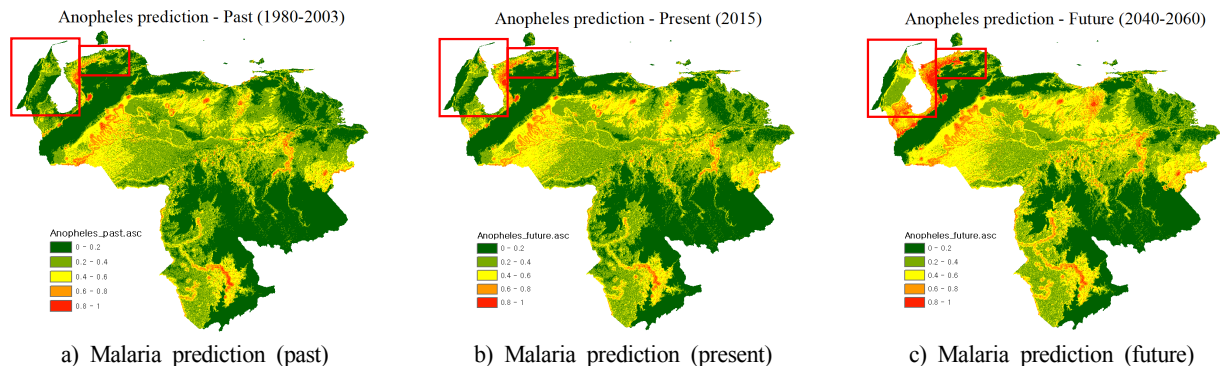 Anopheles prediction - Past (1980-2003)
Anopheles_past.asc
0 - 0.2
0.2 - 0.4
0.4 - 0.6
0.6 - 0.8
0.8 - 1
a) Malaria prediction (past)
Anopheles prediction - Present (2015)
Anopheles_future.asc
0 - 0.2
0.2 - 0.4
0.4 - 0.6
0.6 - 0.8
0.8 - 1
b) Malaria prediction (present)
Anopheles prediction - Future (2040-2060)
Anopheles_future.asc
0 - 0.2
0.2 - 0.4
0.4 - 0.6
0.6 - 0.8
0.8 - 1
c) Malaria prediction (future)